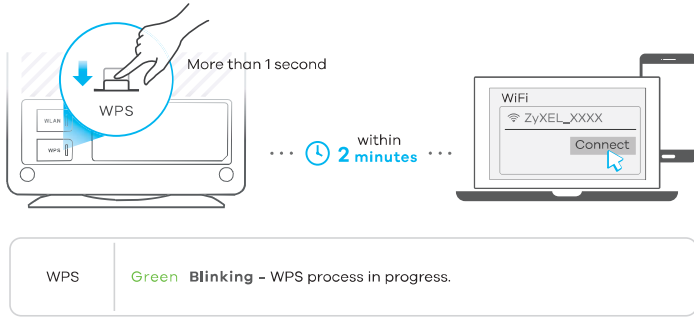 More than 1 second
WPS
WLAN
WPS
within
2 minutes
WiFi
ZyXEL_XXXX
Connect
WPS
Green Blinking - WPS process in progress.